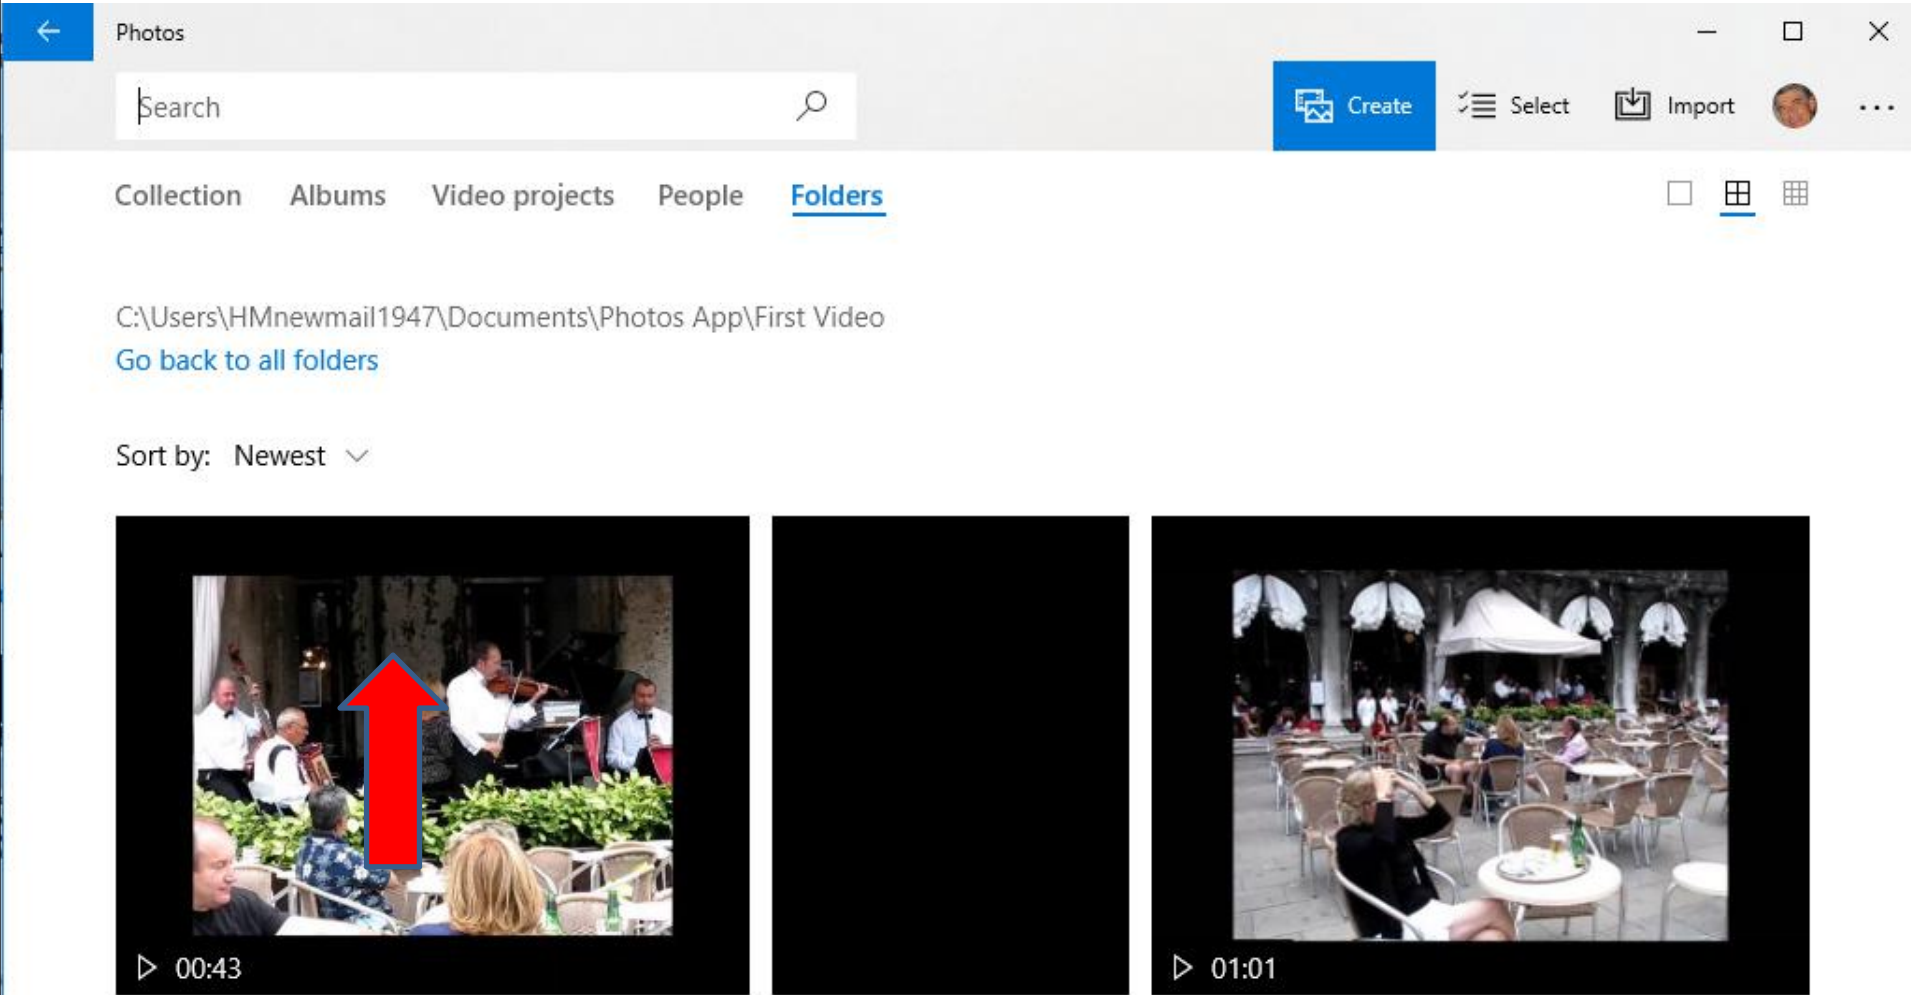 Photos
Search
Create
Select
Import
Collection
Albums
Video projects
People
Folders
C:\Users\HMnewmail1947\Documents\Photos App\First Video
Go back to all folders
Sort by: Newest
00:43
01:01